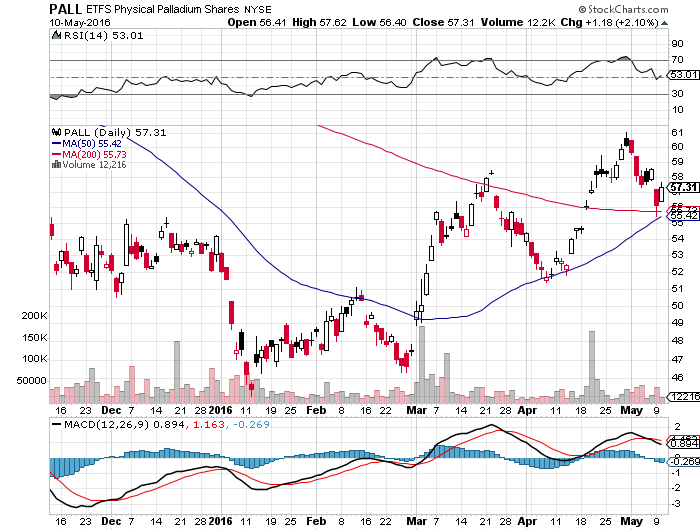 PALL ETFS Physical Palladium Shares NYSE © StockCharts.com
10-May-2016 Open 56.41 High 57.62 Low 56.40 Close 57.31 Volume 12.2K Chg +1.18 (+2.10%)
RSI(14) 53.01
90
70
53.01
30
10
PALL (Daily) 57.31
MA(50) 55.42
MA(200) 55.73
Volume 12,216
61
60
59
58
57.31
56
55.73
55.42
54
53
52
51
50
49
48
47
46
200K
150K
100K
50000
12216
16 23 Dec 7 14 21 28 2016 11 19 25 Feb 8 16 22 Mar 7 14 21 28 Apr 11 18 25 May 9
MACD(12,26,9) 0.894, 1.163, -0.269
2
1.163
0.894
-0.269
-1
-2
-3
16 23 Dec 7 14 21 28 2016 11 19 25 Feb 8 16 22 Mar 7 14 21 28 Apr 11 18 25 May 9